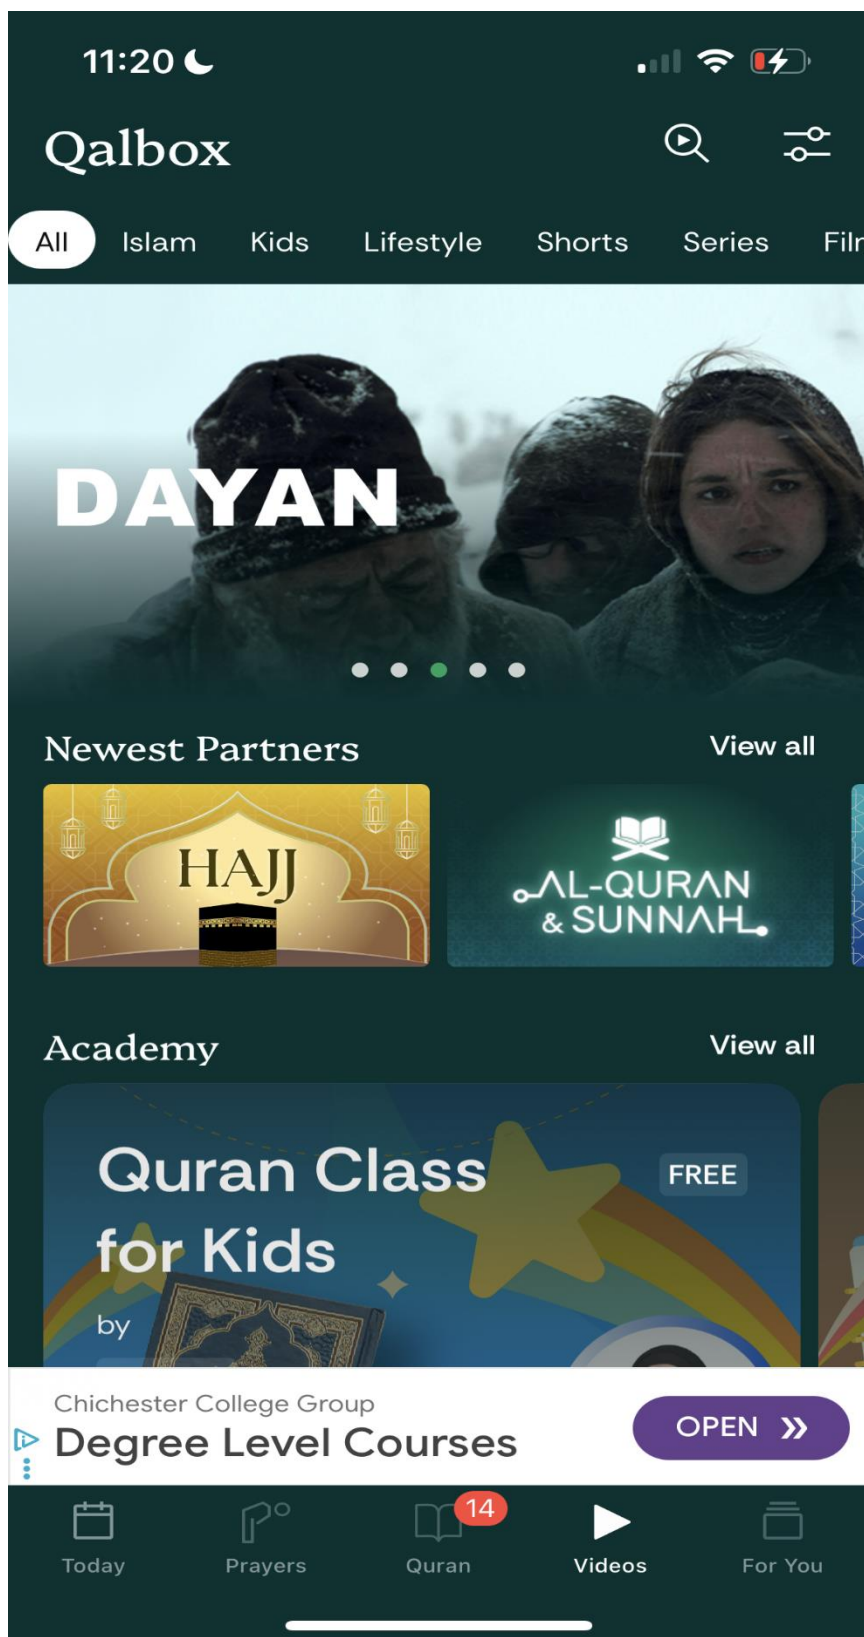 11:20
Qalbox
All Islam Kids Lifestyle Shorts Series
DAYAN
Newest Partners View all
HAJJ
AL-QURAN
& SUNNAH
Academy View all
Quran Class
for Kids
FREE
by
Chichester College Group
Degree Level Courses
OPEN
14
Today Prayers Quran Videos For You